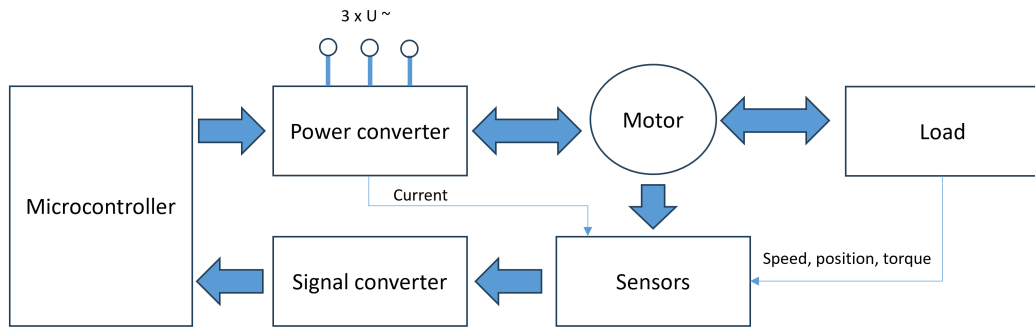 3 x U ~
Power converter
Motor
Load
Microcontroller
Current
Speed, position, torque
Signal converter
Sensors